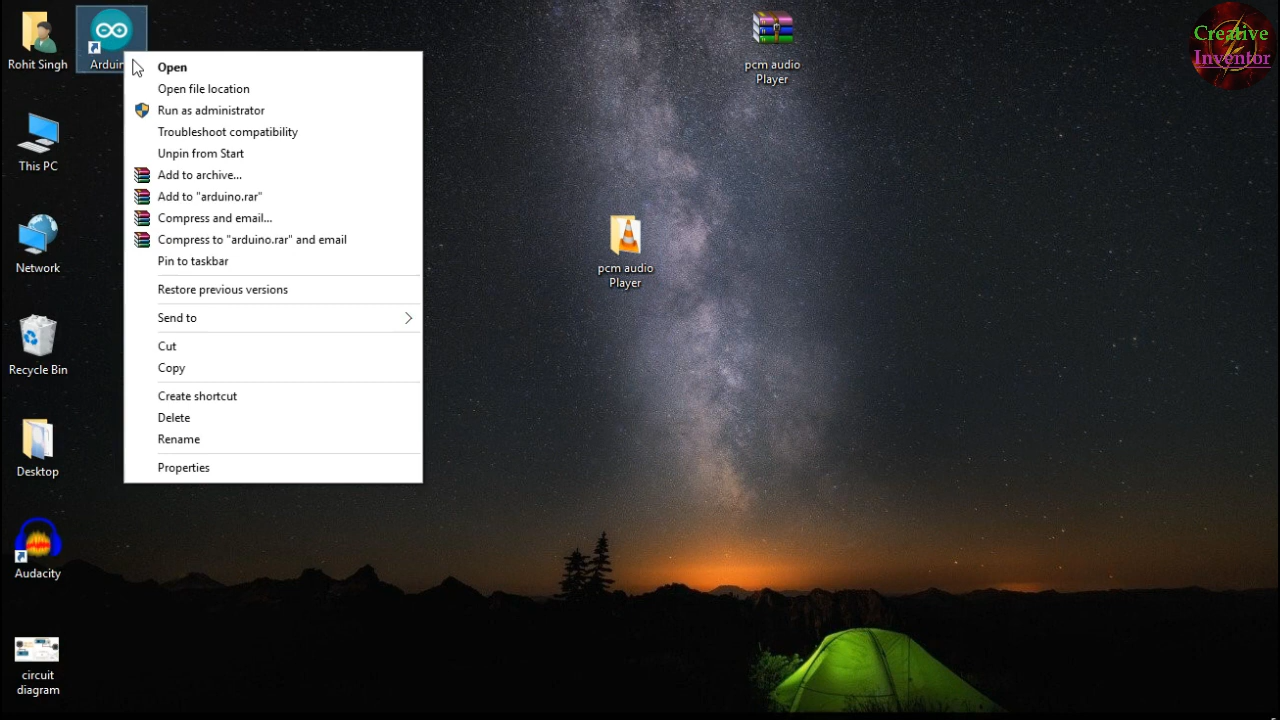 Rohit Singh
This PC
Network
Recycle Bin
Desktop
Audacity
circuit
diagram
Arduin
Open
Open file location
Run as administrator
Troubleshoot compatibility
Unpin from Start
Add to archive...
Add to "arduino.rar"
Compress and email...
Compress to "arduino.rar" and email
Pin to taskbar
Restore previous versions
Send to
Cut
Copy
Create shortcut
Delete
Rename
Properties
pcm audio
Player
pcm audio
Player
Creative
Inventor